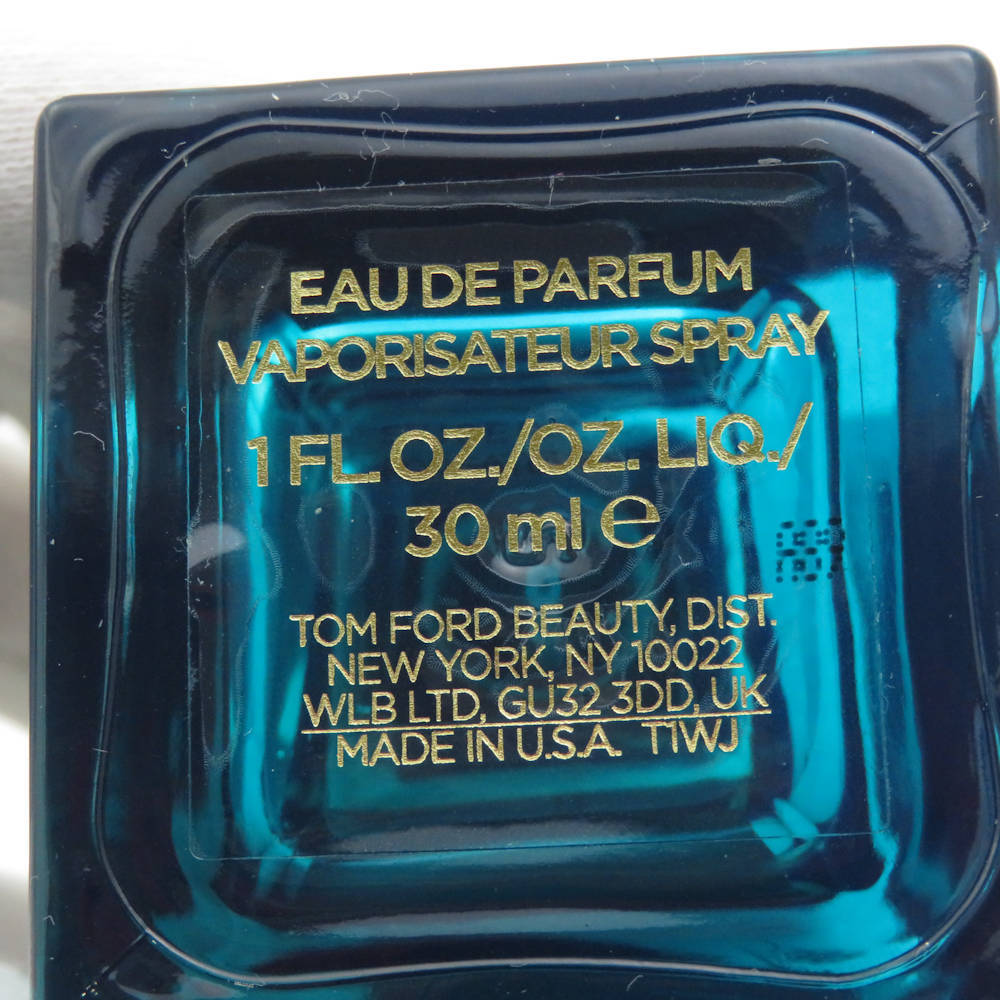 EAU DE PARFUM
VAPORISATEUR SPRAY
1 FL. OZ./OZ. LIQ./
30 ml ℮
TOM FORD BEAUTY, DIST.
NEW YORK, NY 10022
WLB LTD, GU32 3DD, UK
MADE IN U.S.A. T1WJ